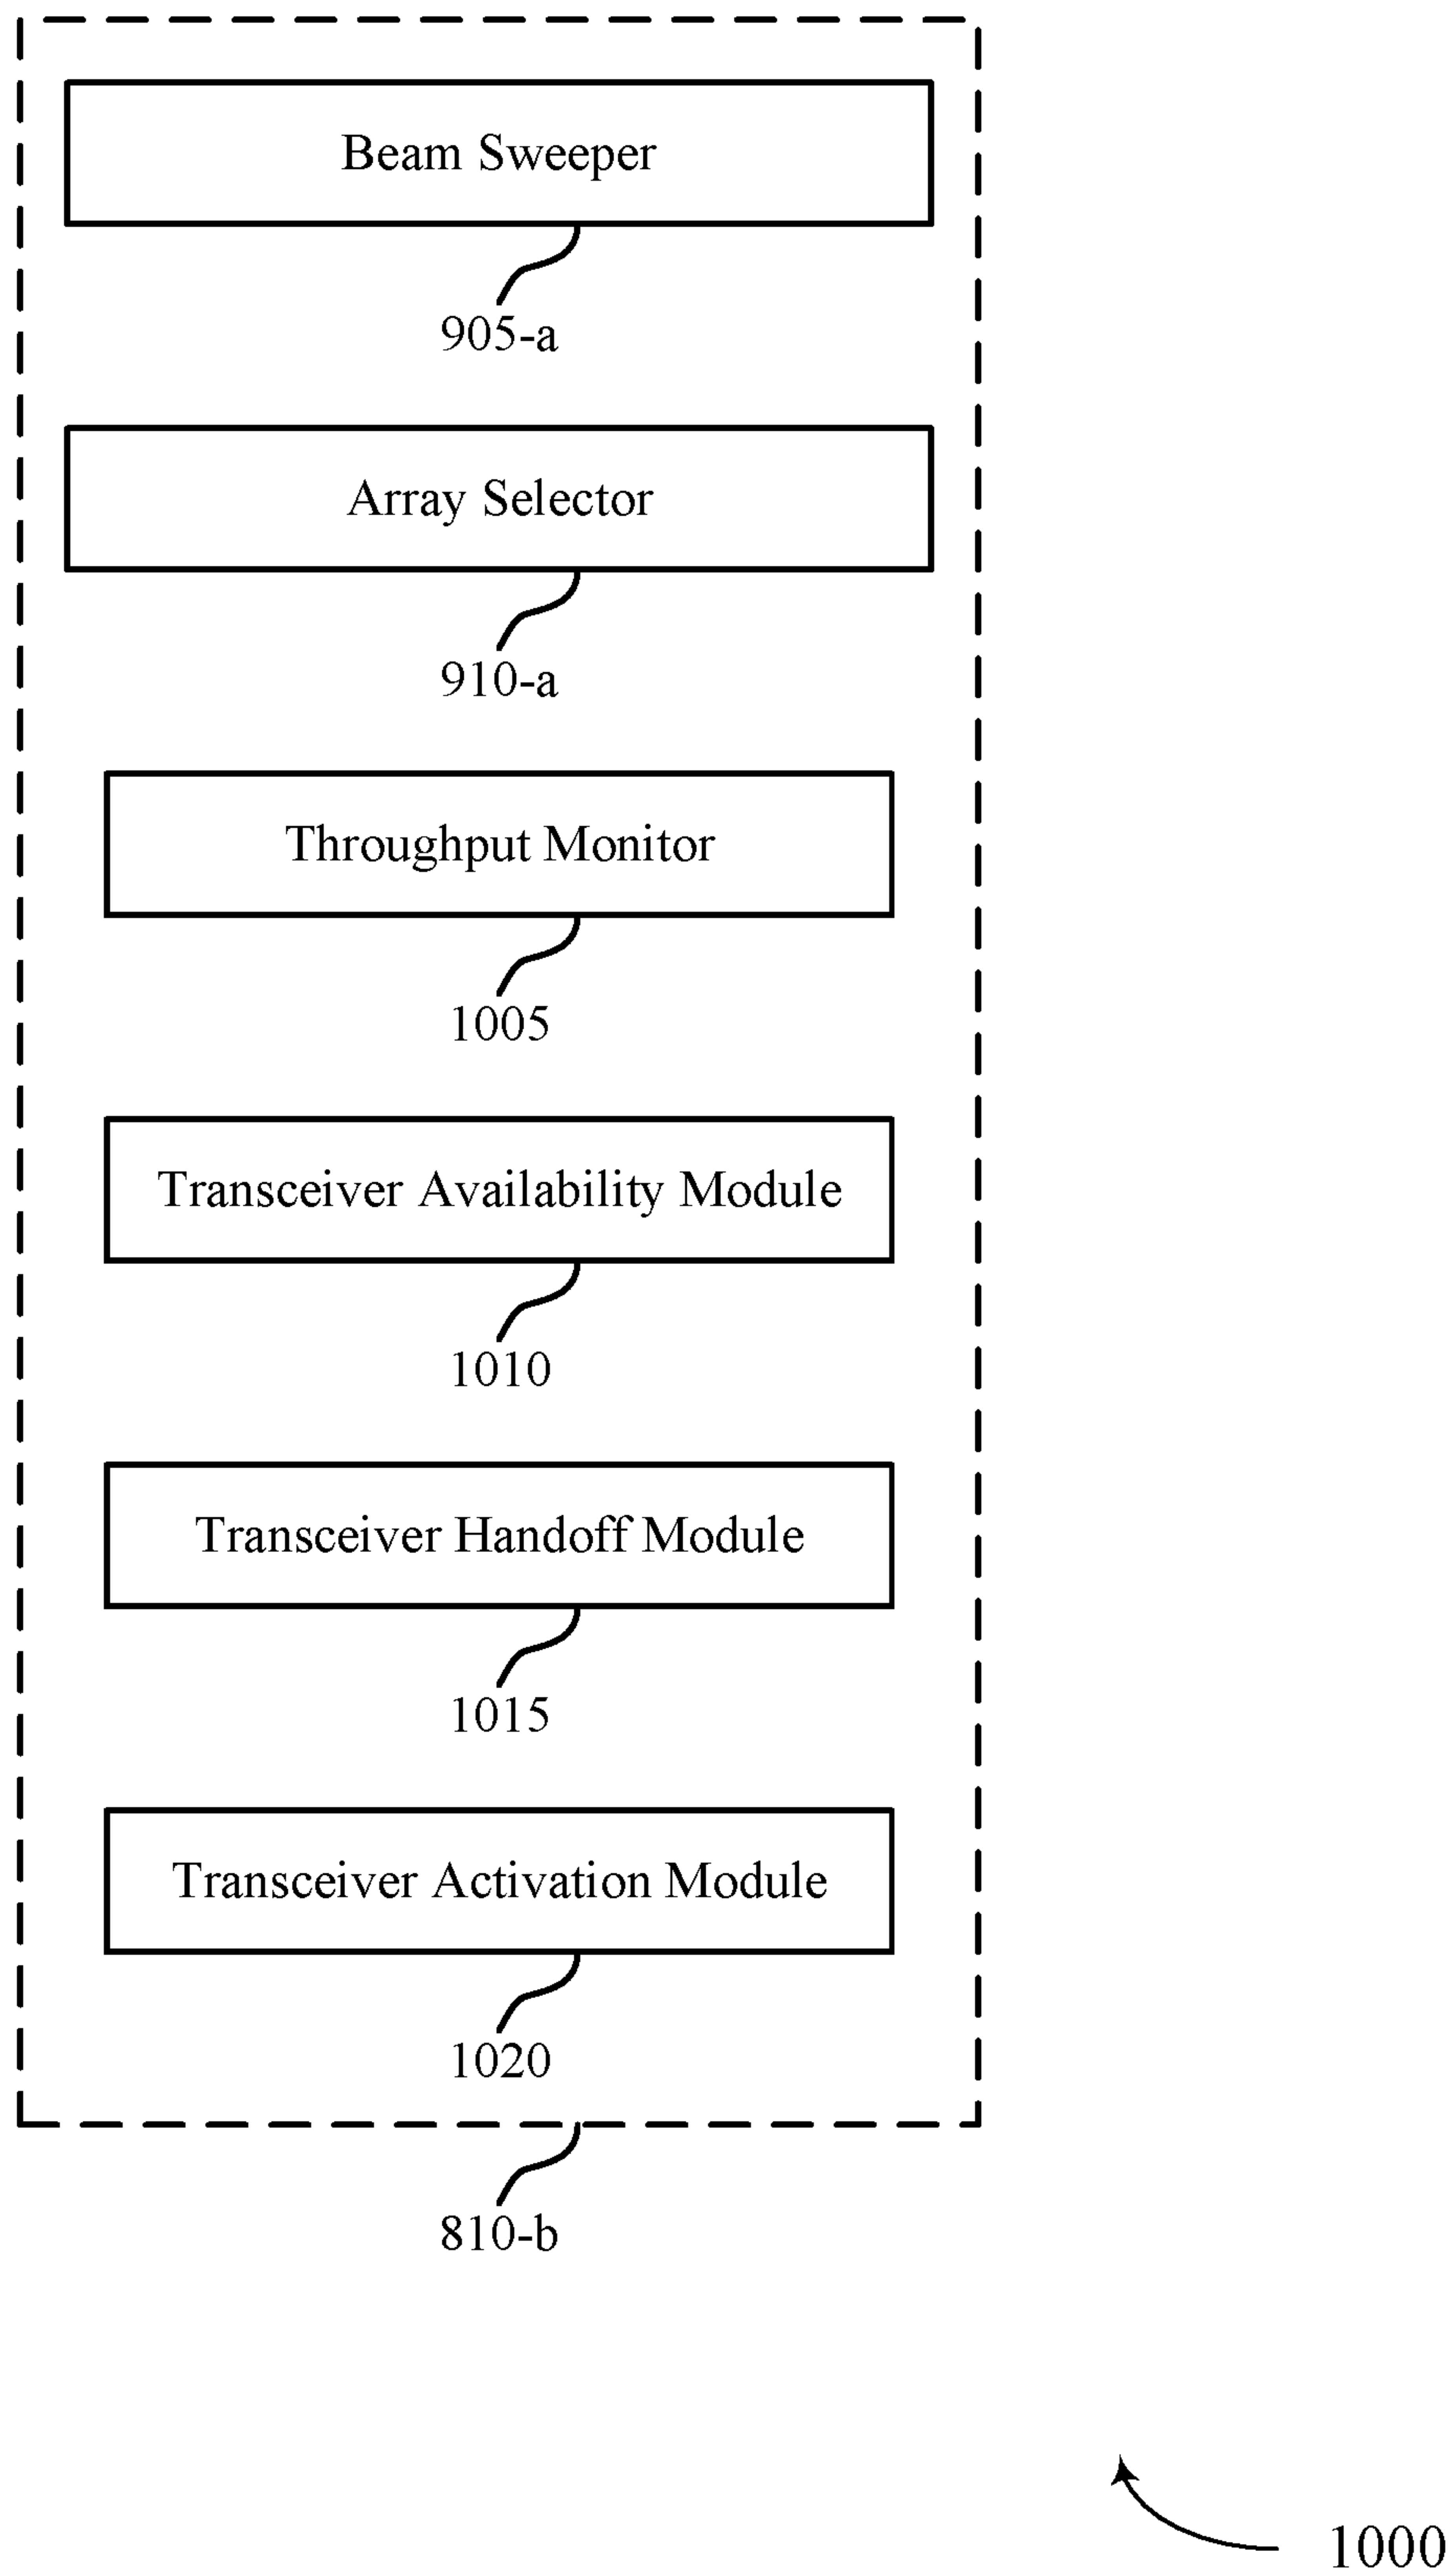 Beam Sweeper
905-a
Array Selector
910-a
Throughput Monitor
1005
Transceiver Availability Module
1010
Transceiver Handoff Module
1015
Transceiver Activation Module
1020
810-b
1000